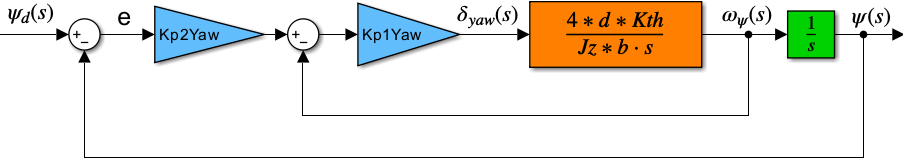 ψd(s)
+
−
e
Kp2Yaw
+
−
Kp1Yaw
δyaw(s)
4 * d * Kth
Jz * b · s
ωψ(s)
1
s
ψ(s)